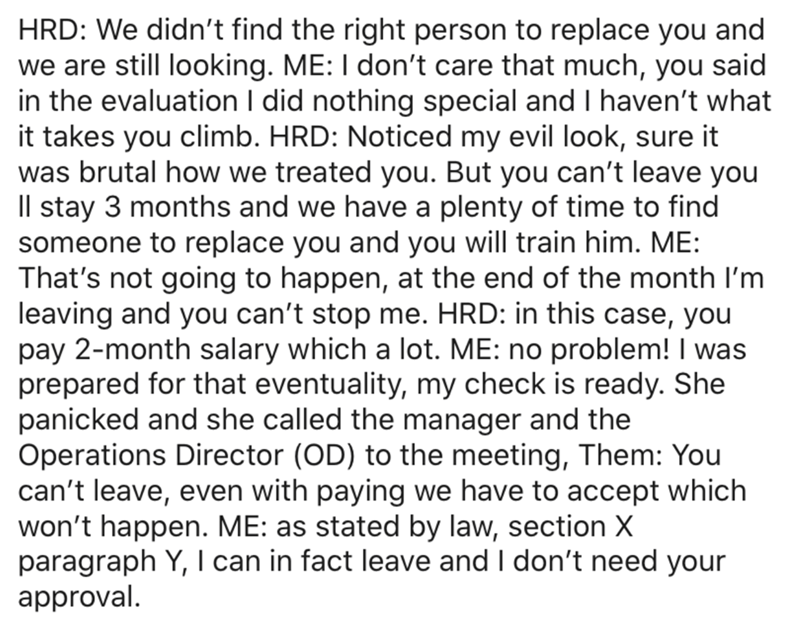 HRD: We didn’t find the right person to replace you and
we are still looking. ME: I don’t care that much, you said
in the evaluation I did nothing special and I haven’t what
it takes you climb. HRD: Noticed my evil look, sure it
was brutal how we treated you. But you can’t leave you
ll stay 3 months and we have a plenty of time to find
someone to replace you and you will train him. ME:
That’s not going to happen, at the end of the month I’m
leaving and you can’t stop me. HRD: in this case, you
pay 2-month salary which a lot. ME: no problem! I was
prepared for that eventuality, my check is ready. She
panicked and she called the manager and the
Operations Director (OD) to the meeting, Them: You
can’t leave, even with paying we have to accept which
won’t happen. ME: as stated by law, section X
paragraph Y, I can in fact leave and I don’t need your
approval.